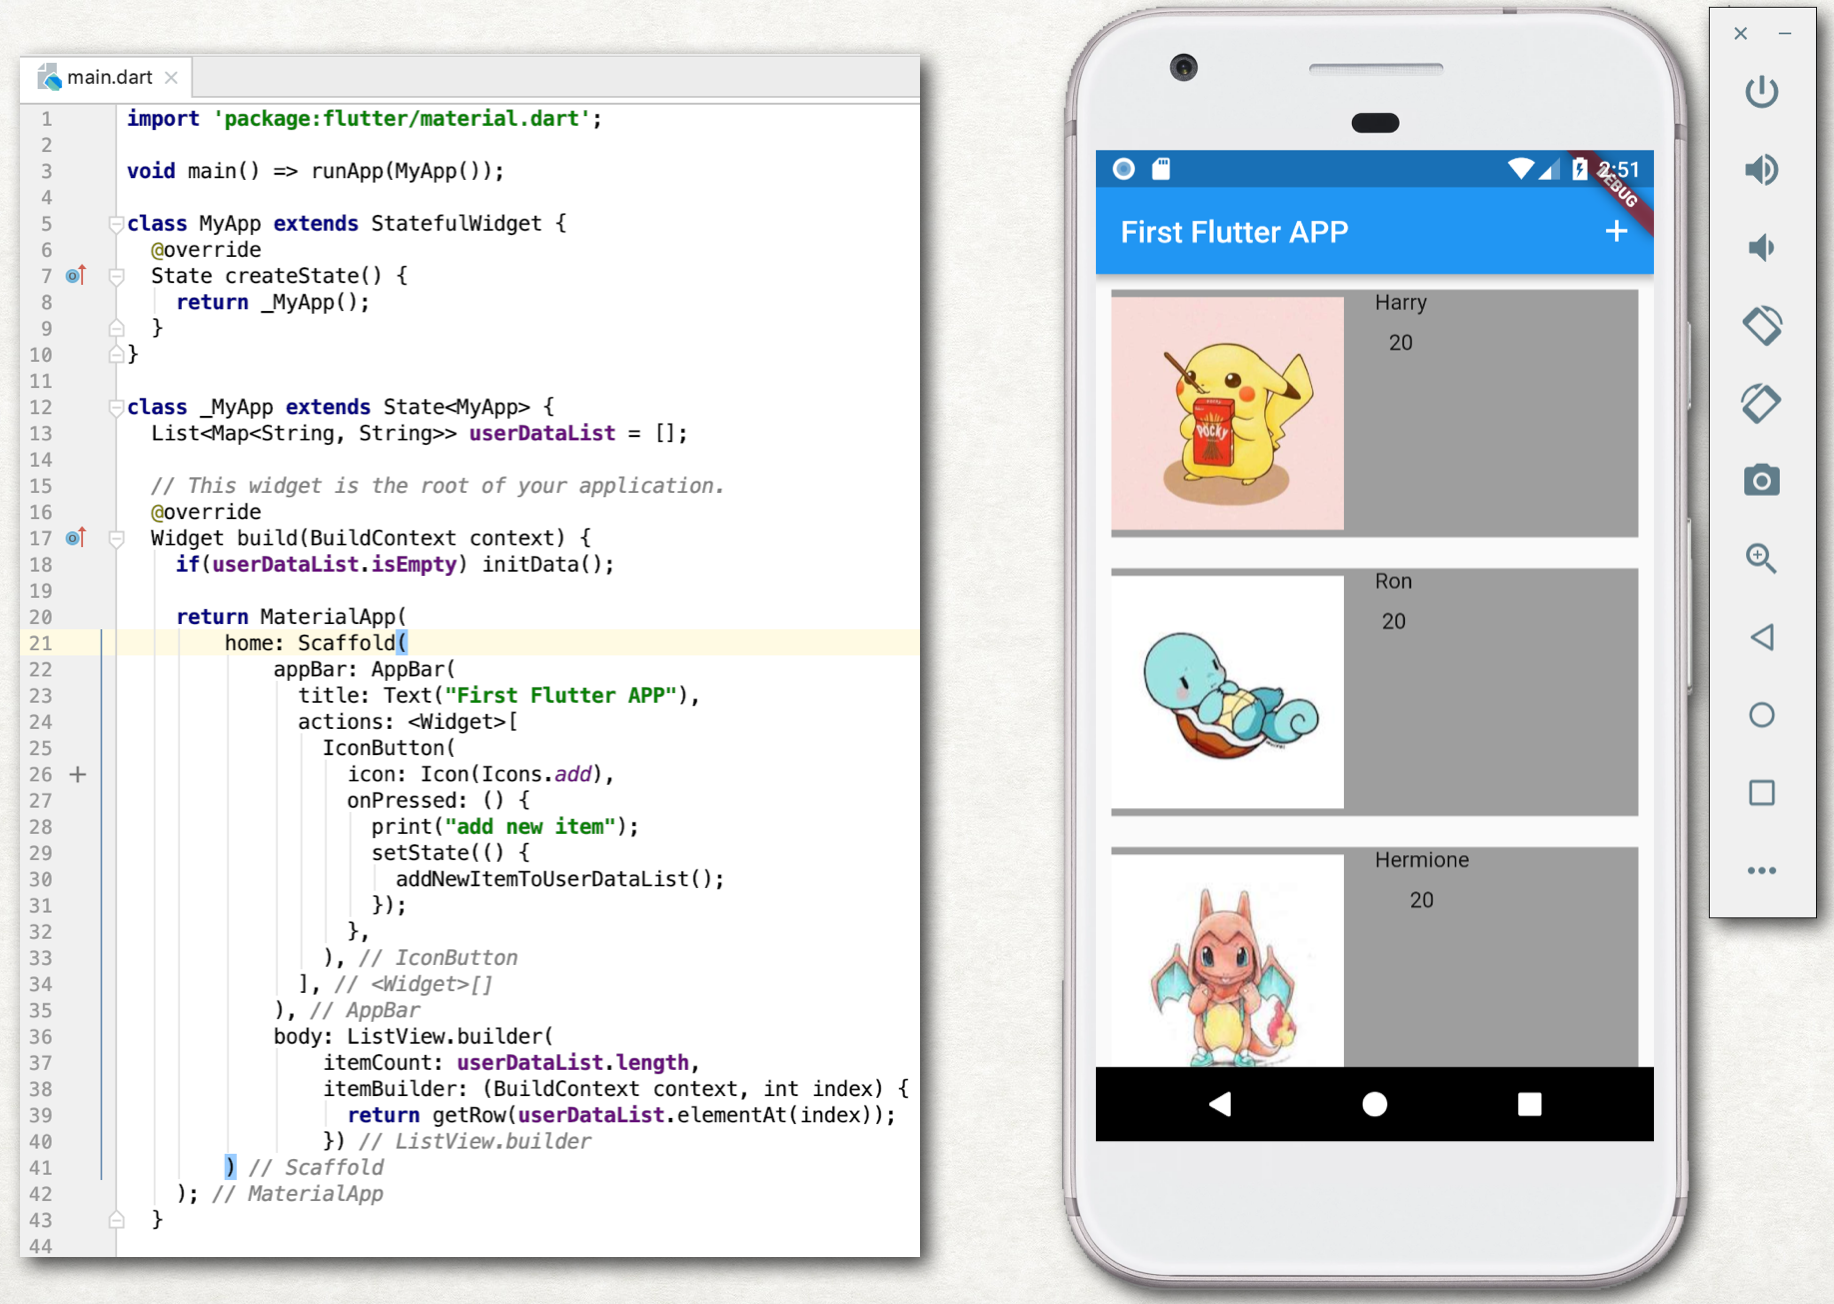 main.dart
1 import 'package:flutter/material.dart';
2
3 void main() => runApp(MyApp());
4
5 class MyApp extends StatefulWidget {
6   @override
7   State createState() {
8     return _MyApp();
9   }
10 }
11
12 class _MyApp extends State<MyApp> {
13   List<Map<String, String>> userDataList = [];
14
15   // This widget is the root of your application.
16   @override
17   Widget build(BuildContext context) {
18     if(userDataList.isEmpty) initData();
19
20     return MaterialApp(
21         home: Scaffold(
22             appBar: AppBar(
23               title: Text("First Flutter APP"),
24               actions: <Widget>[
25                 IconButton(
26                   icon: Icon(Icons.add),
27                   onPressed: () {
28                     print("add new item");
29                     setState(() {
30                       addNewItemToUserDataList();
31                     });
32                   },
33                 ), // IconButton
34               ], // <Widget>[]
35             ), // AppBar
36             body: ListView.builder(
37                 itemCount: userDataList.length,
38                 itemBuilder: (BuildContext context, int index) {
39                   return getRow(userDataList.elementAt(index));
40                 }) // ListView.builder
41         ) // Scaffold
42     ); // MaterialApp
43   }
44
2:51
DEBUG
First Flutter APP
Harry
20
POCKY
Ron
20
Hermione
20